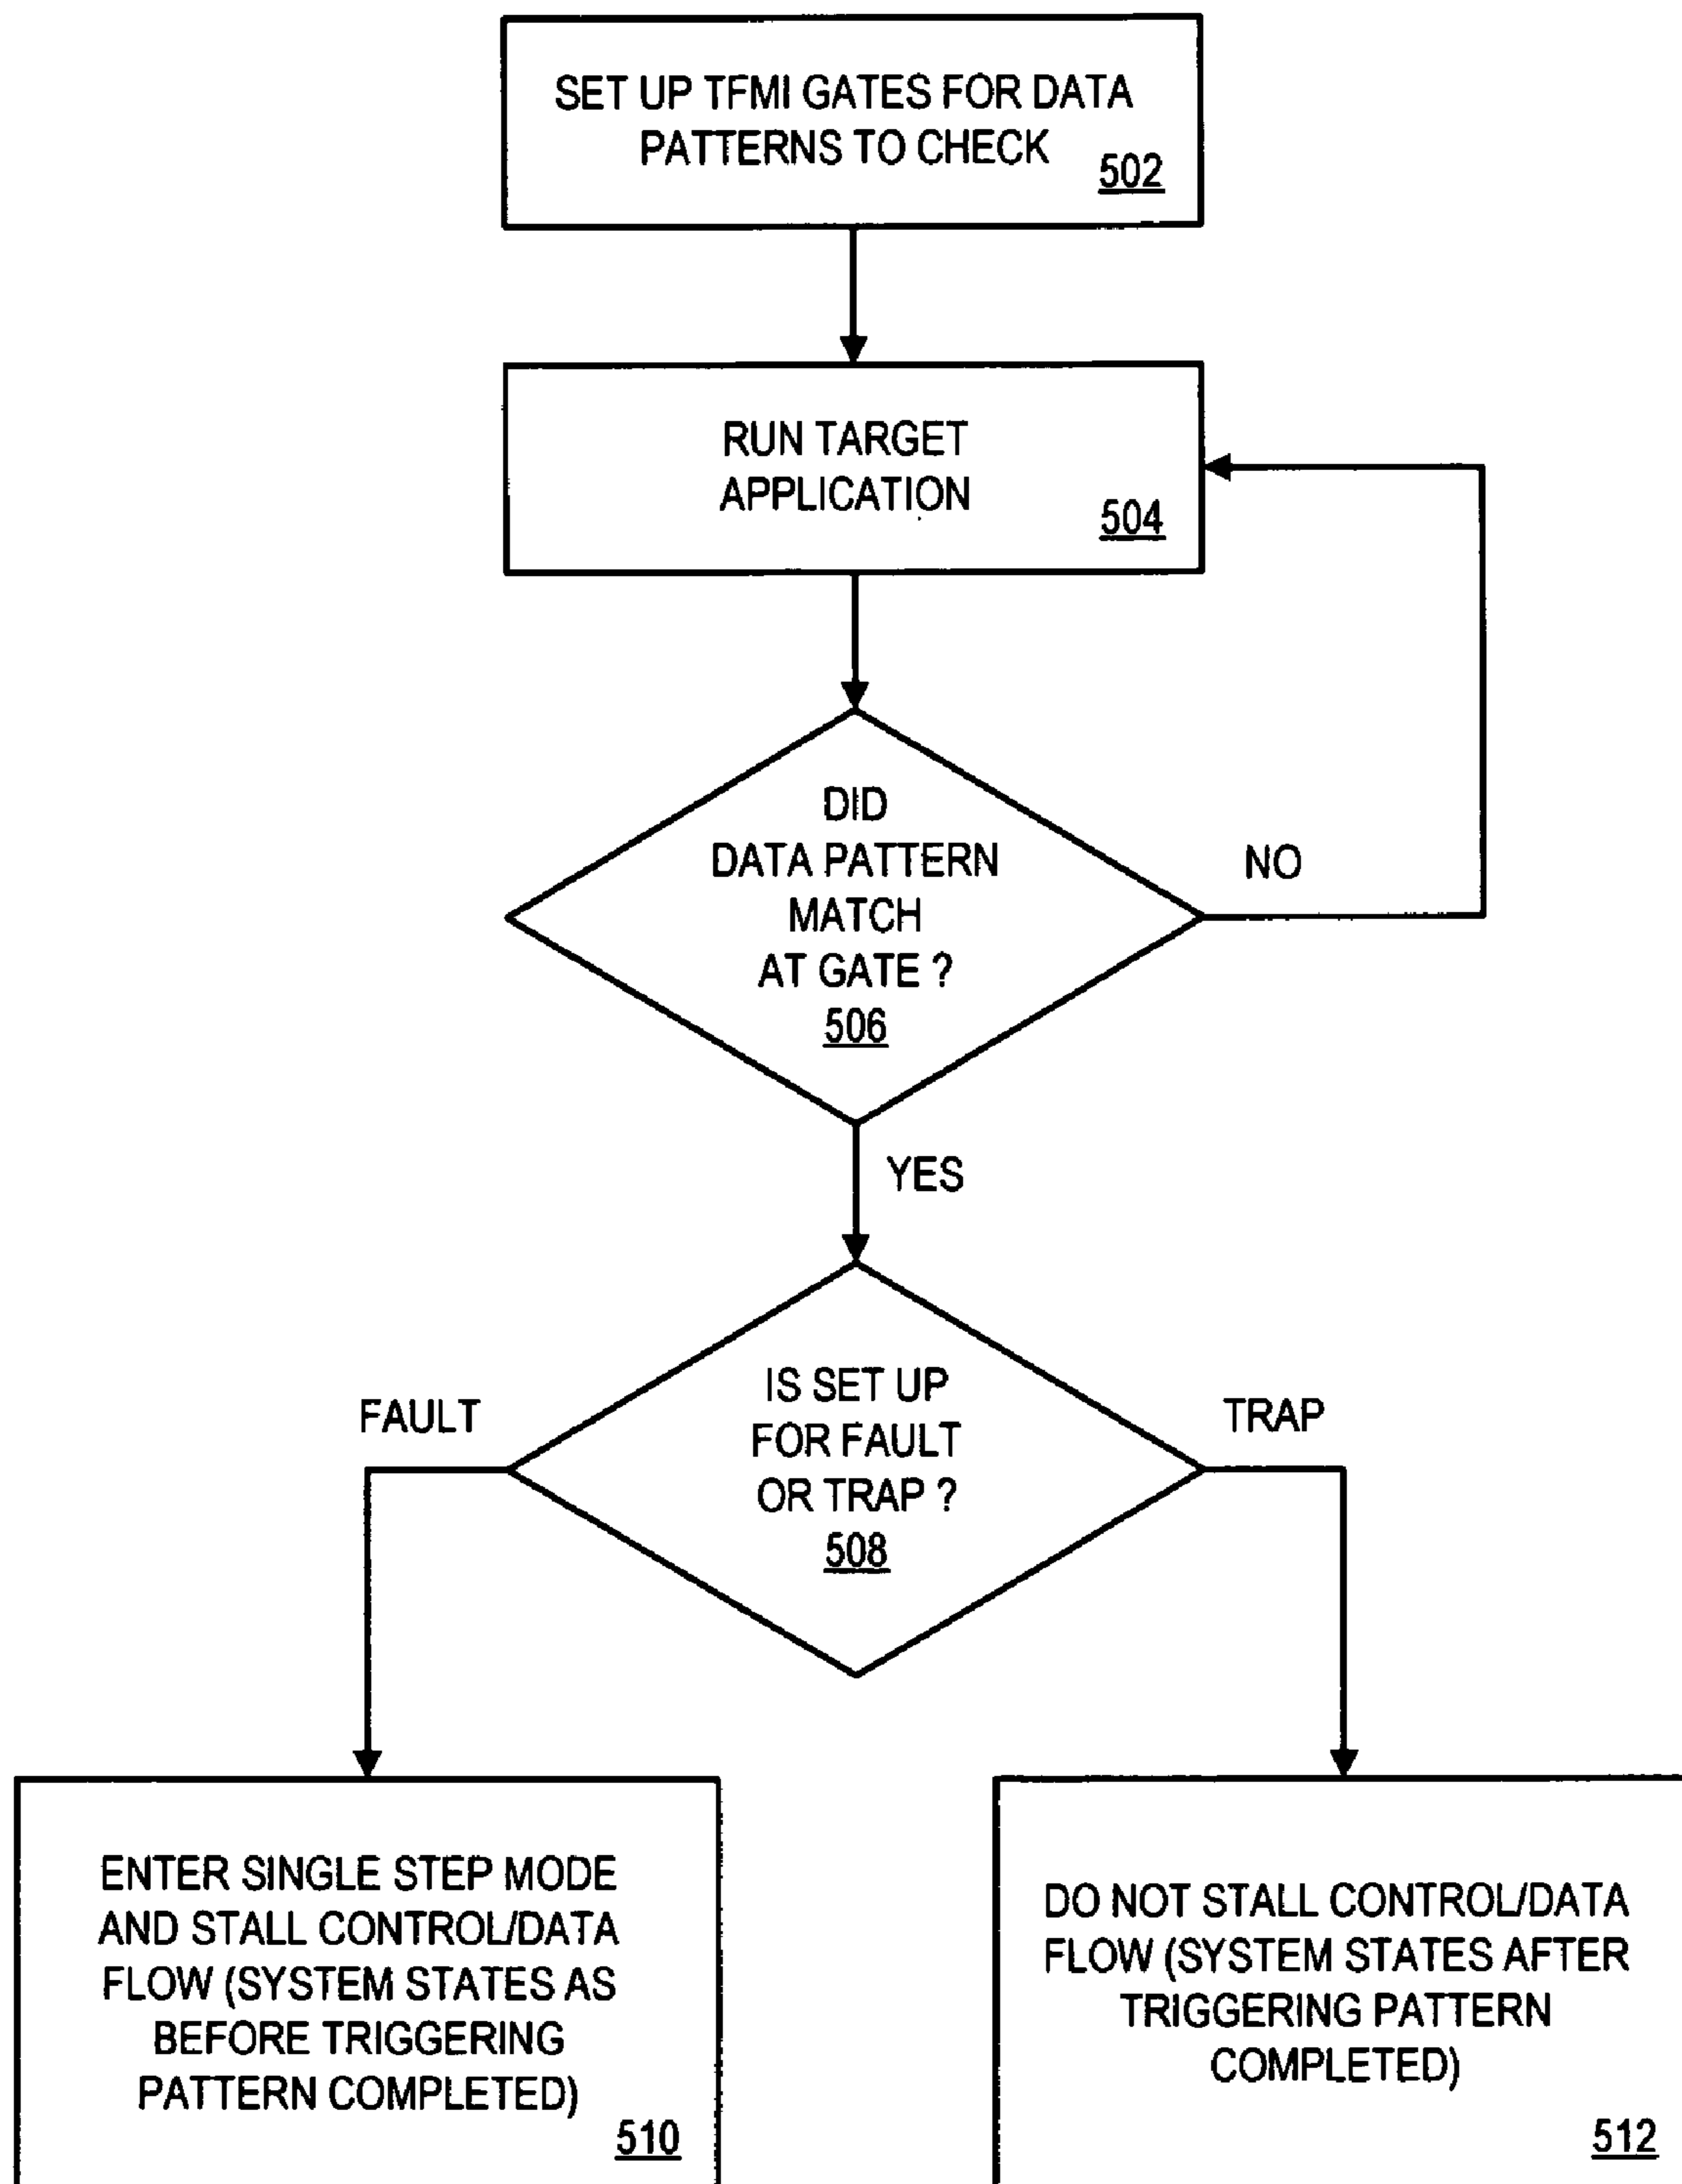 SET UP TFMI GATES FOR DATA
PATTERNS TO CHECK
502
RUN TARGET
APPLICATION
504
DID
DATA PATTERN
MATCH
AT GATE ?
506
NO
YES
IS SET UP
FOR FAULT
OR TRAP ?
508
FAULT
TRAP
ENTER SINGLE STEP MODE
AND STALL CONTROL/DATA
FLOW (SYSTEM STATES AS
BEFORE TRIGGERING
PATTERN COMPLETED)
510
DO NOT STALL CONTROL/DATA
FLOW (SYSTEM STATES AFTER
TRIGGERING PATTERN
COMPLETED)
512